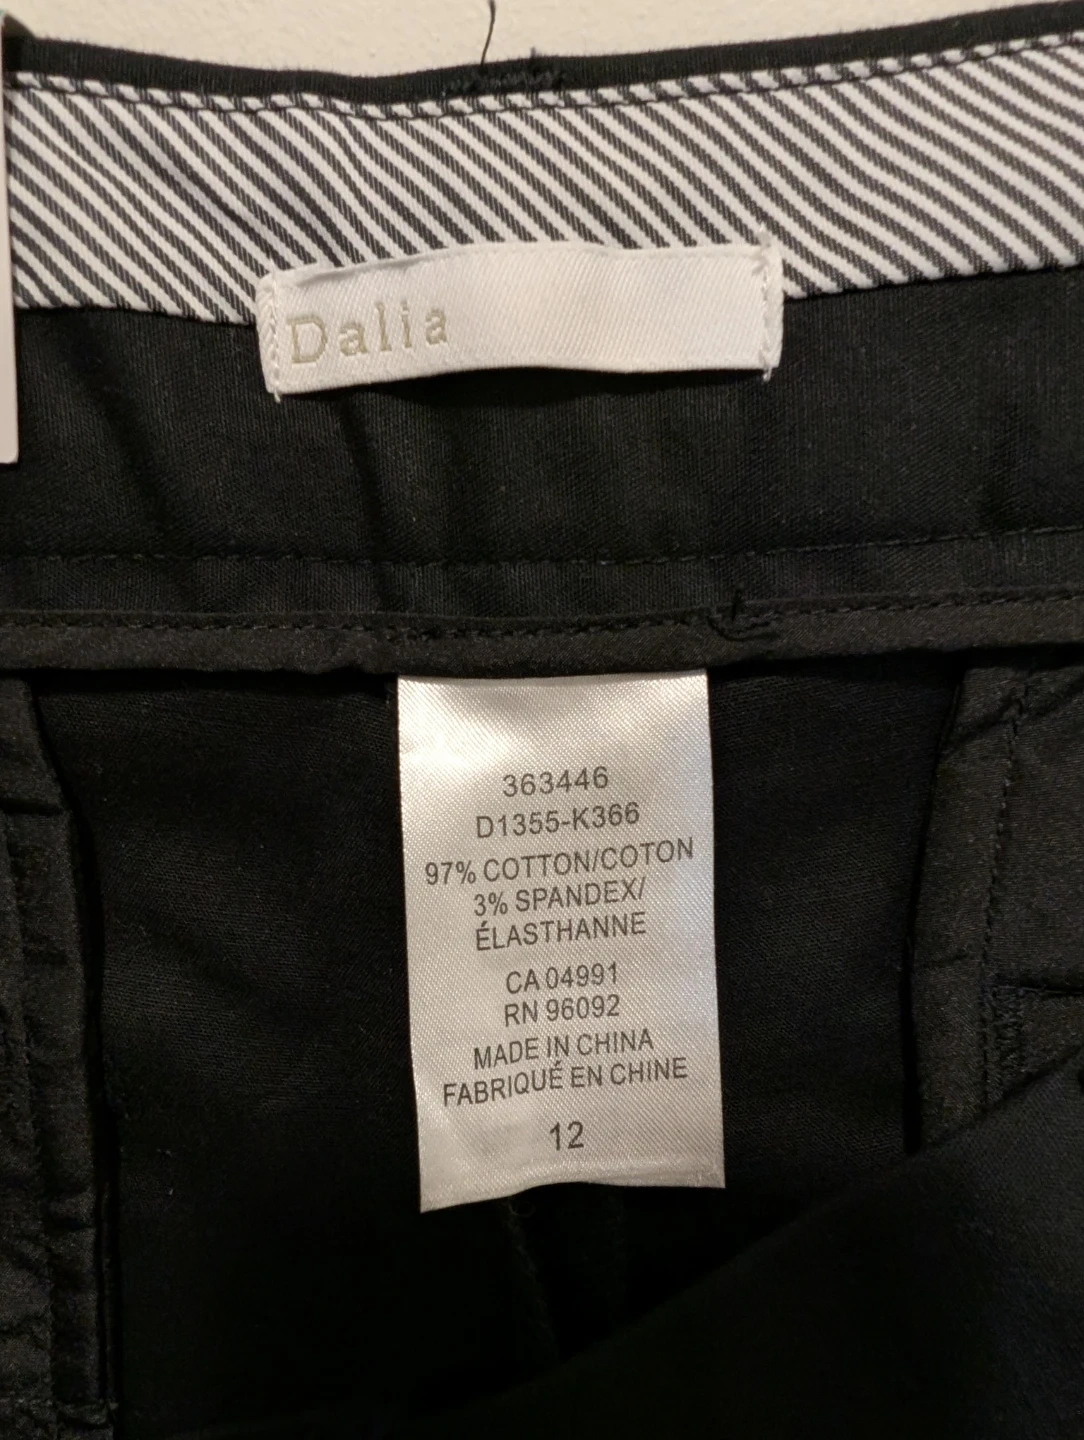 Dalia
363446
D1355-K366
97% COTTON/COTON
3% SPANDEX/
ÉLASTHANNE
CA 04991
RN 96092
MADE IN CHINA
FABRIQUÉ EN CHINE
12